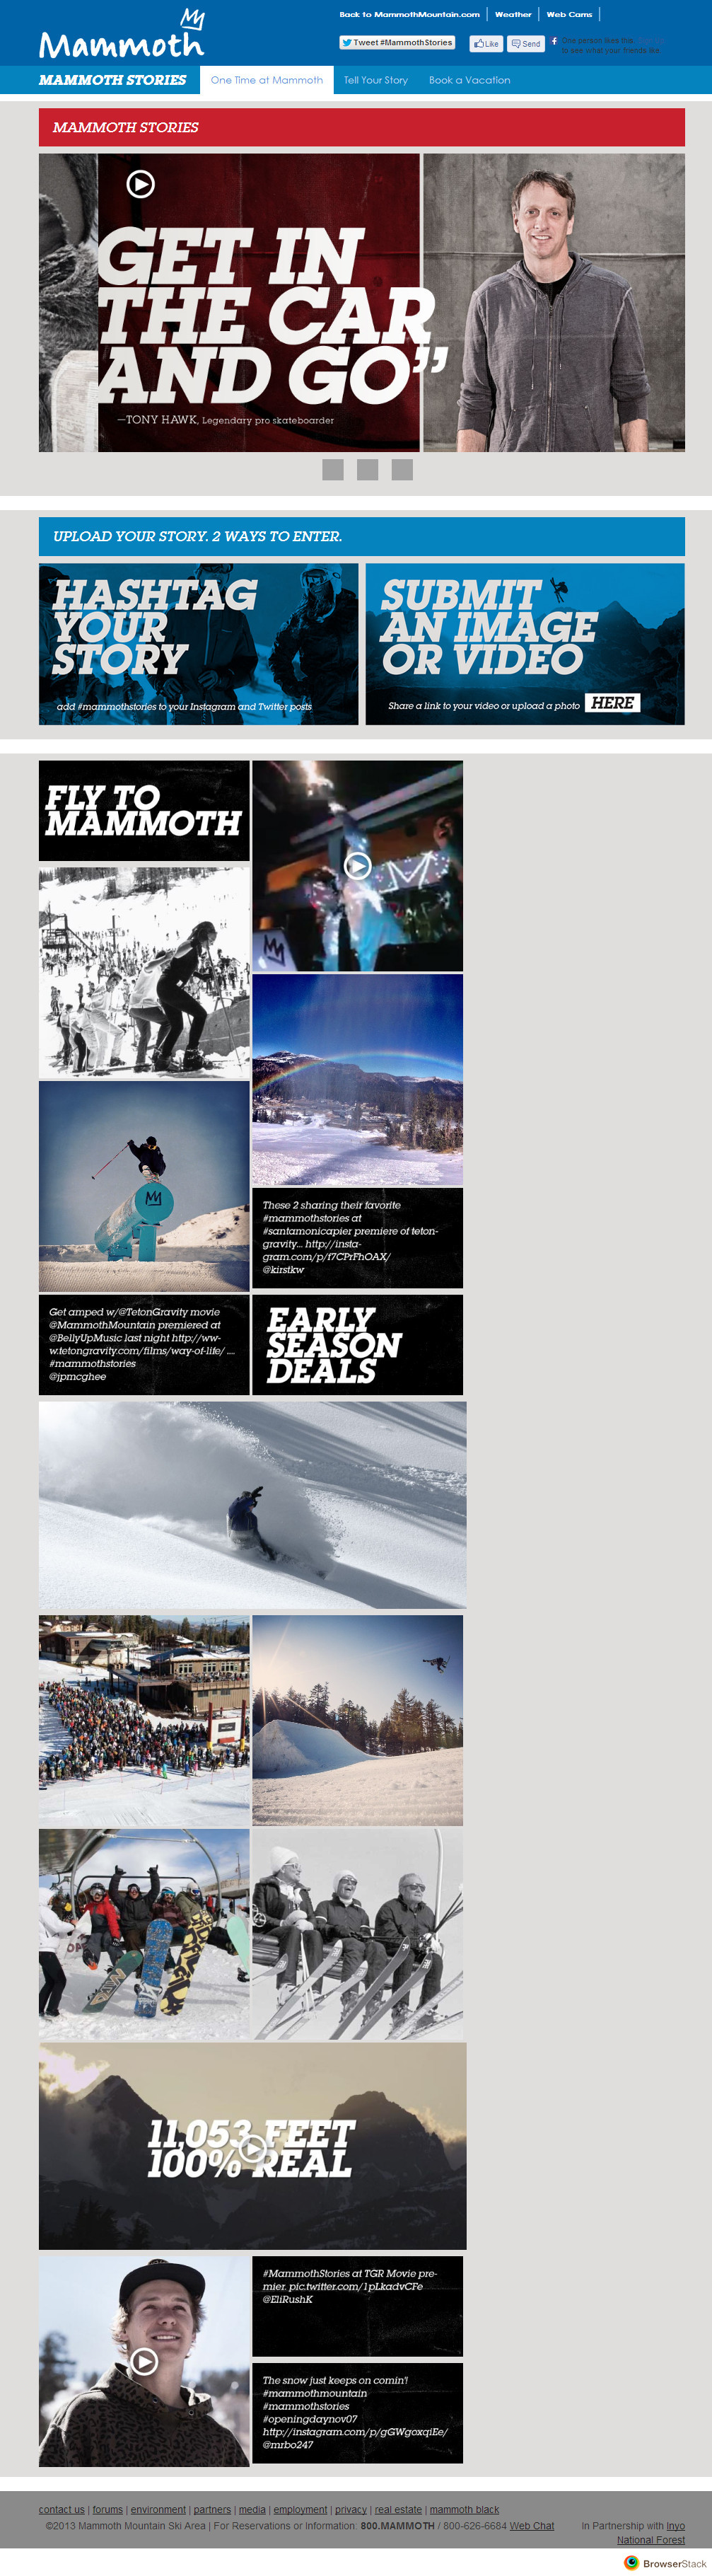 Mammoth
Back to MammothMountain.com
Weather
Web Cams
Tweet #MammothStories
Like
Send
One person likes this.
to see what your friends like.
MAMMOTH STORIES
One Time at Mammoth
Tell Your Story
Book a Vacation
MAMMOTH STORIES
GET IN
THE CAR
AND GO”
—TONY HAWK, Legendary pro skateboarder
UPLOAD YOUR STORY. 2 WAYS TO ENTER.
HASHTAG
YOUR
STORY
add #mammothstories to your Instagram and Twitter posts
SUBMIT
AN IMAGE
OR VIDEO
Share a link to your video or upload a photo HERE
FLY TO
MAMMOTH
These 2 sharing their favorite
#mammothstories at
#santamonicapier premiere of teton-
gravity... http://insta-
gram.com/p/f7CPrFhOAX/
@kirstkw
Get amped w/@TetonGravity movie
@MammothMountain premiered at
@BellyUpMusic last night http://ww-
w.tetongravity.com/films/way-of-life/ ....
#mammothstories
@jpmcghee
EARLY
SEASON
DEALS
11,053 FEET
100% REAL
#MammothStories at TGR Movie pre-
mier. pic.twitter.com/1pLkadvCFe
@EliRushK
The snow just keeps on comin'!
#mammothmountain
#mammothstories
#openingdaynov07
http://instagram.com/p/gGWgoxqiEe/
@mrbo247
contact us | forums | environment | partners | media | employment | privacy | real estate | mammoth black
©2013 Mammoth Mountain Ski Area | For Reservations or Information: 800.MAMMOTH / 800-626-6684 Web Chat
In Partnership with Inyo
National Forest
BrowserStack